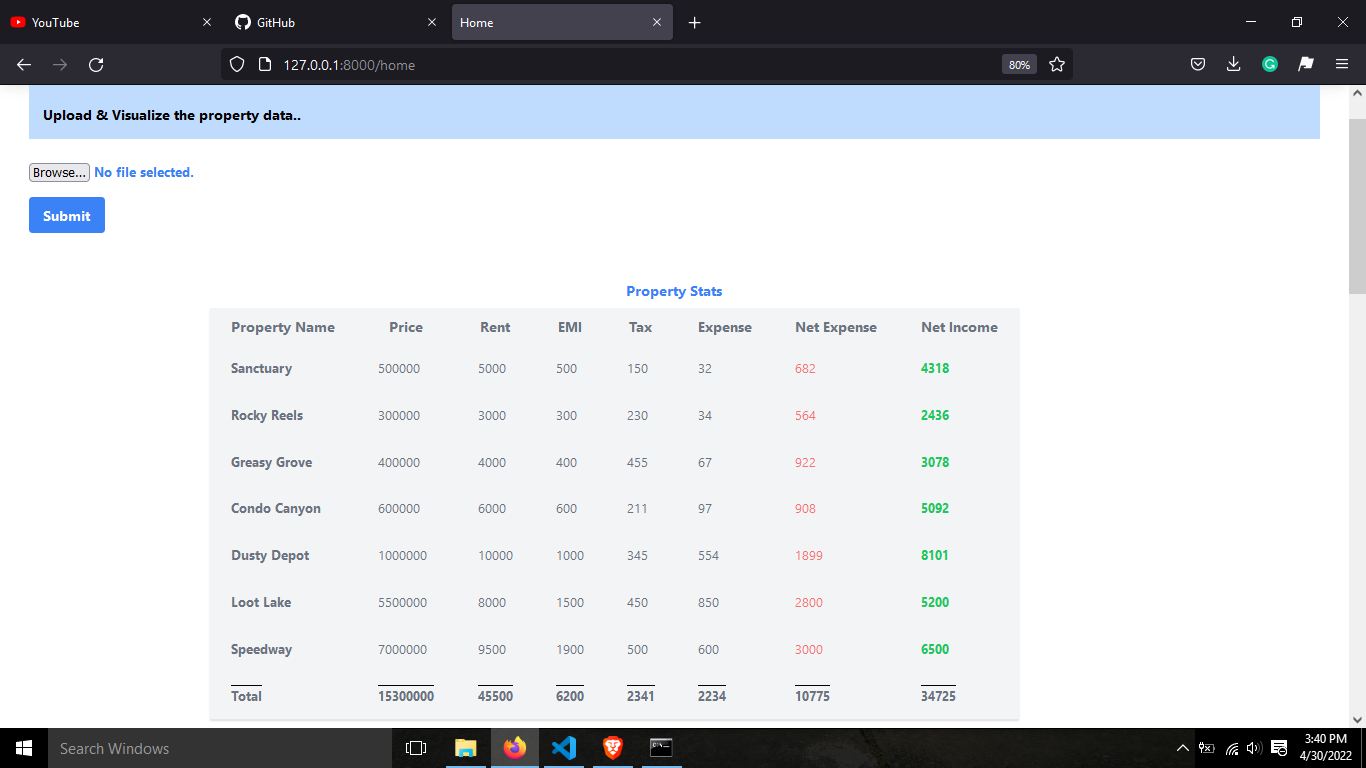 YouTube GitHub Home
127.0.0.1:8000/home 80%
Upload & Visualize the property data..
Browse... No file selected.
Submit
Property Stats
Property Name Price Rent EMI Tax Expense Net Expense Net Income
Sanctuary 500000 5000 500 150 32 682 4318
Rocky Reels 300000 3000 300 230 34 564 2436
Greasy Grove 400000 4000 400 455 67 922 3078
Condo Canyon 600000 6000 600 211 97 908 5092
Dusty Depot 1000000 10000 1000 345 554 1899 8101
Loot Lake 5500000 8000 1500 450 850 2800 5200
Speedway 7000000 9500 1900 500 600 3000 6500
Total 15300000 45500 6200 2341 2234 10775 34725
Search Windows 3:40 PM
4/30/2022